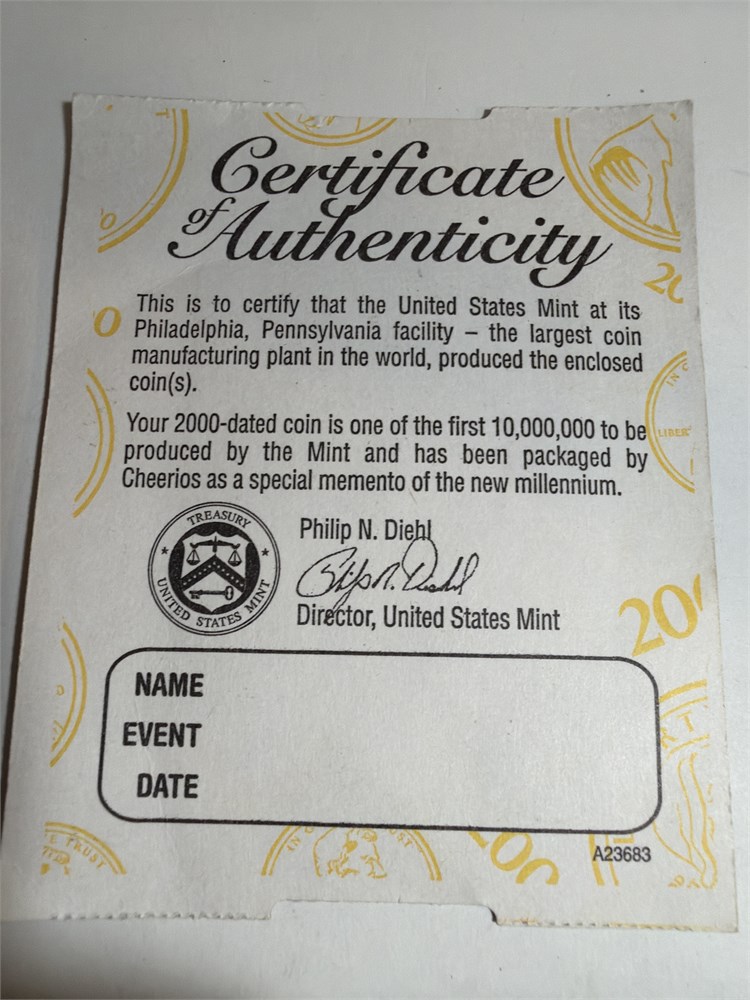 Certificate
of Authenticity
This is to certify that the United States Mint at its
Philadelphia, Pennsylvania facility – the largest coin
manufacturing plant in the world, produced the enclosed
coin(s).
Your 2000-dated coin is one of the first 10,000,000 to be
produced by the Mint and has been packaged by
Cheerios as a special memento of the new millennium.
TREASURY
UNITED STATES MINT
Philip N. Diehl
Philip N. Diehl
Director, United States Mint
NAME
EVENT
DATE
A23683